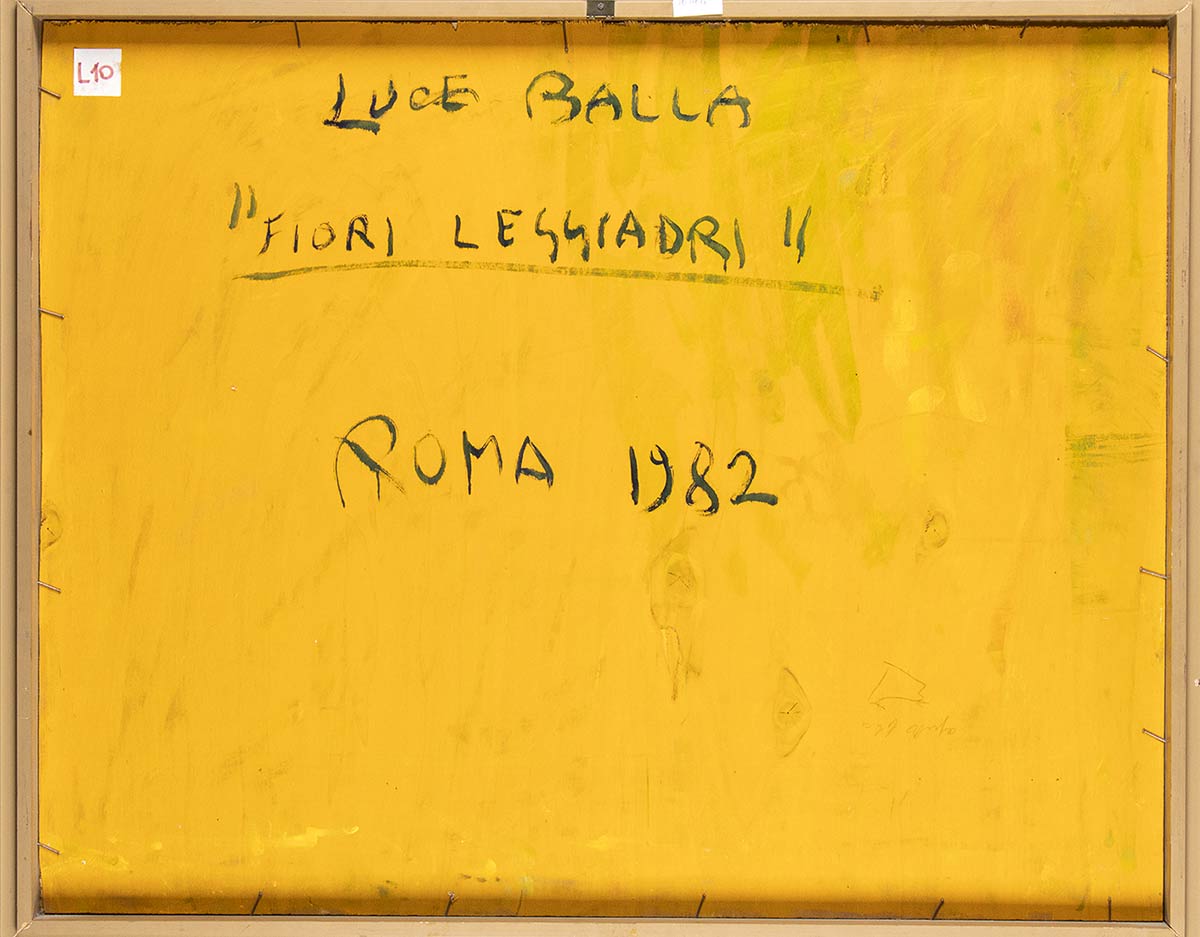 L10
LUCE BALLA
"FIORI LEGGIADRI"
ROMA 1982